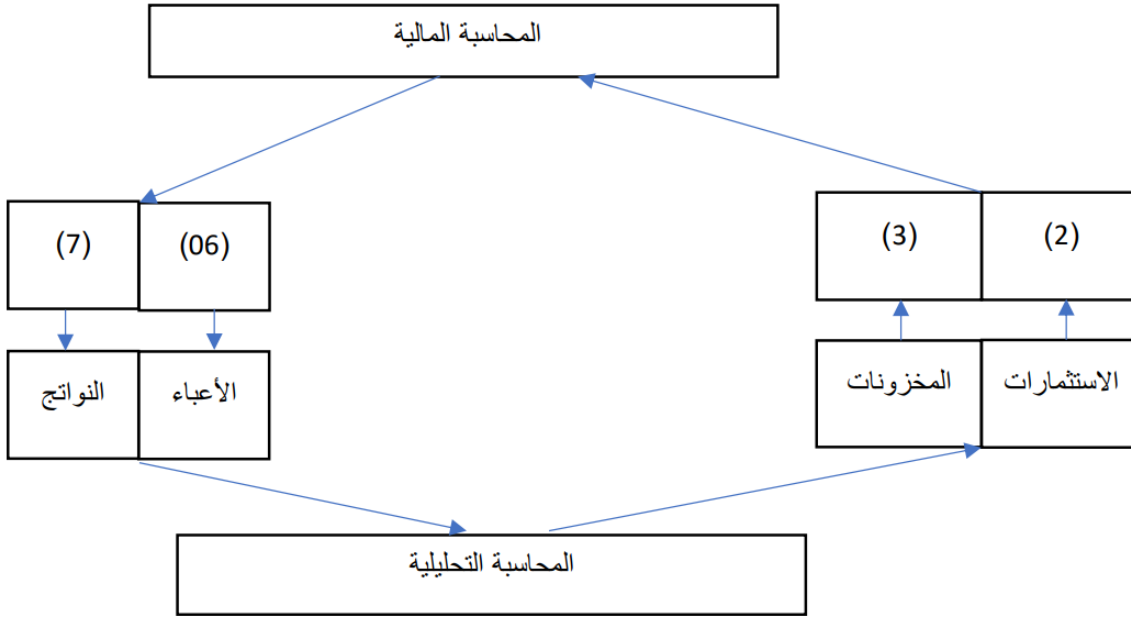 المحاسبة المالية
(2)
(3)
(06)
(7)
الاستثمارات
المخزونات
الأعباء
النواتج
المحاسبة التحليلية